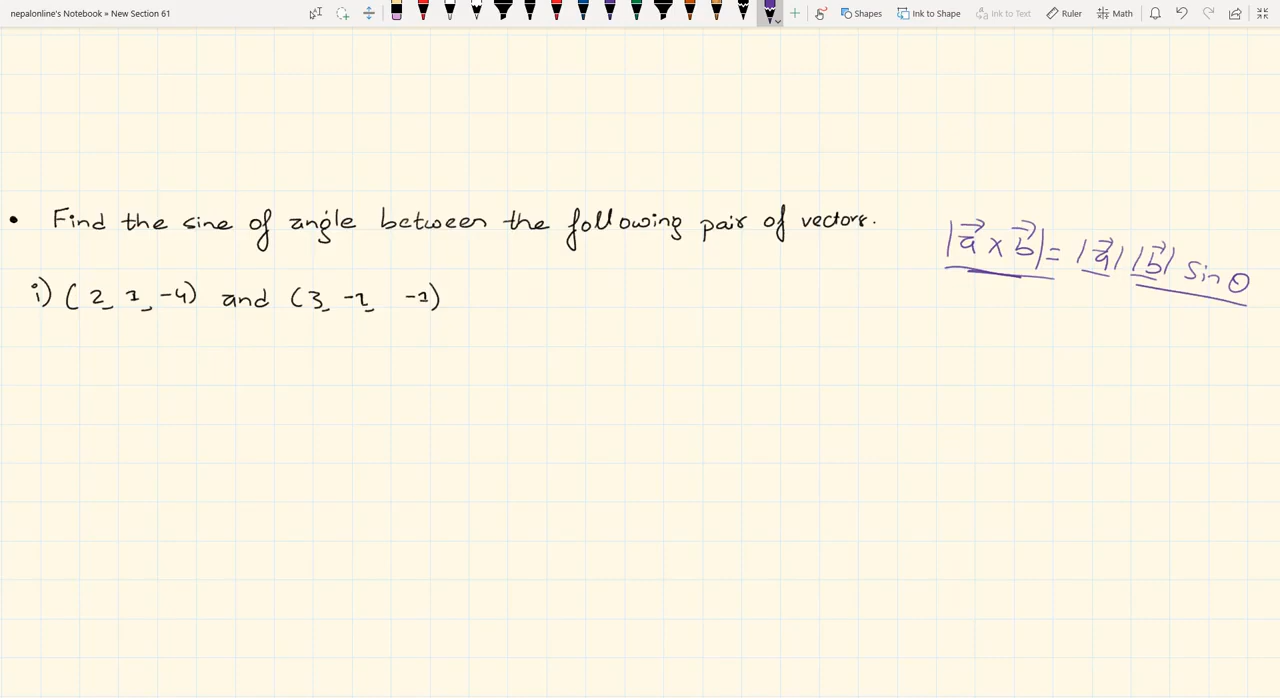 nepalonline's Notebook » New Section 61
Shapes Ink to Shape Ink to Text Ruler Math
• Find the sine of angle between the following pair of vectors.
|a⃗ × b⃗| = |a⃗| |b⃗| Sin θ
i) (2, 1, -4) and (3, -2, -1)